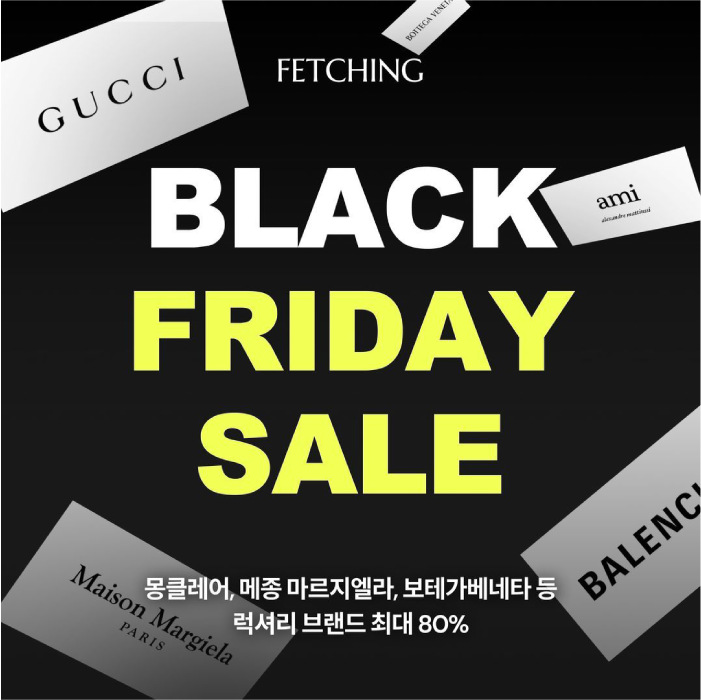 BOTTEGA VENETA
GUCCI
FETCHING
BLACK
ami
alexandre mattiussi
FRIDAY
SALE
BALENCI
Maison Margiela
PARIS
몽클레어, 메종 마르지엘라, 보테가베네타 등
럭셔리 브랜드 최대 80%